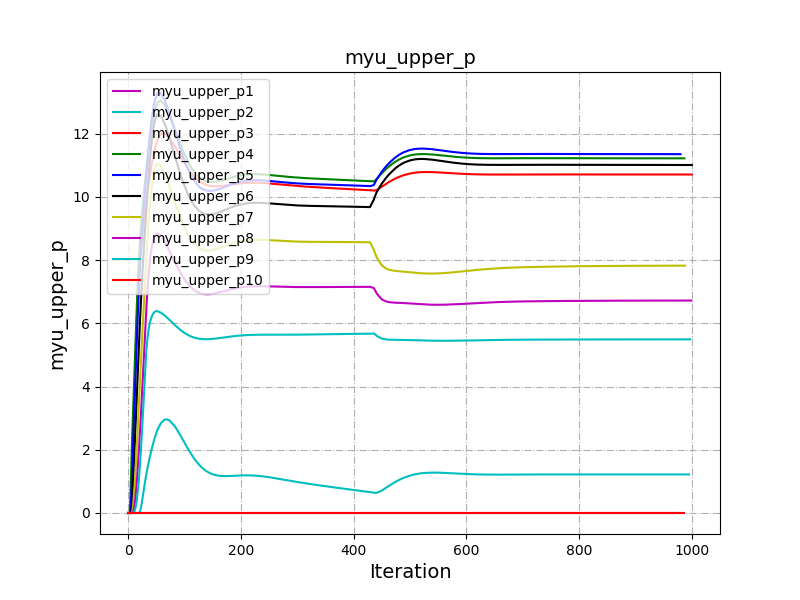 myu_upper_p
myu_upper_p
12
10
8
6
4
2
0
myu_upper_p1
myu_upper_p2
myu_upper_p3
myu_upper_p4
myu_upper_p5
myu_upper_p6
myu_upper_p7
myu_upper_p8
myu_upper_p9
myu_upper_p10
0 200 400 600 800 1000
Iteration